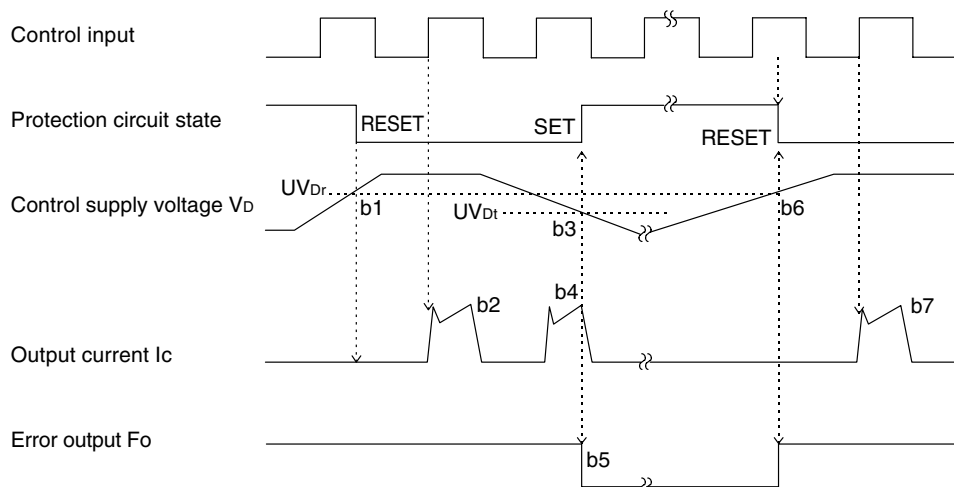 Control input
Protection circuit state
RESET
SET
RESET
UVDr
Control supply voltage VD
b1
UVDt
b3
b6
b2
b4
b7
Output current Ic
Error output Fo
b5